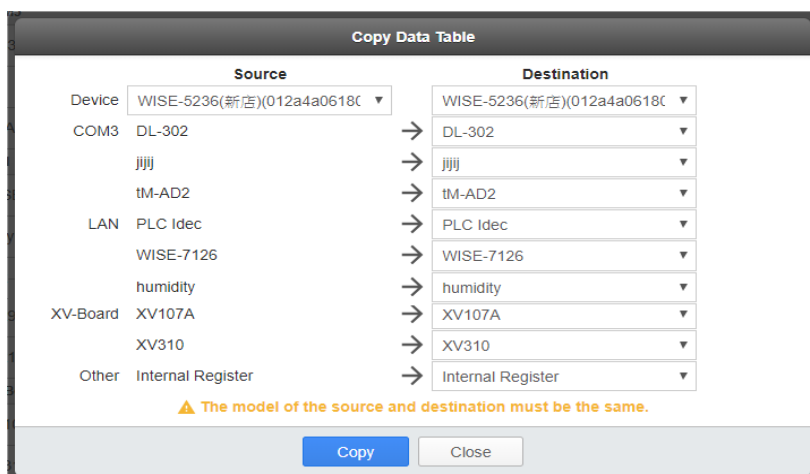 Copy Data Table
Source Destination
Device WISE-5236(新店)(012a4a0618( WISE-5236(新店)(012a4a0618(
COM3 DL-302 DL-302
jijij jijij
tM-AD2 tM-AD2
LAN PLC Idec PLC Idec
WISE-7126 WISE-7126
humidity humidity
XV-Board XV107A XV107A
XV310 XV310
Other Internal Register Internal Register
The model of the source and destination must be the same.
Copy Close